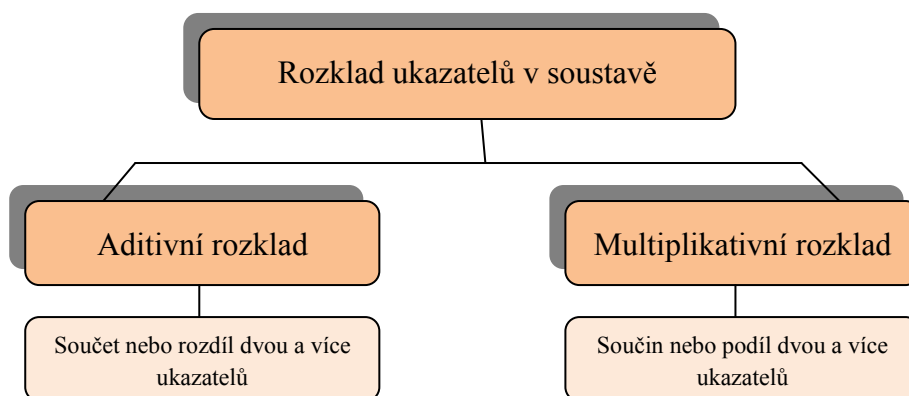 Rozklad ukazatelů v soustavě
Aditivní rozklad
Multiplikativní rozklad
Součet nebo rozdíl dvou a více
ukazatelů
Součin nebo podíl dvou a více
ukazatelů